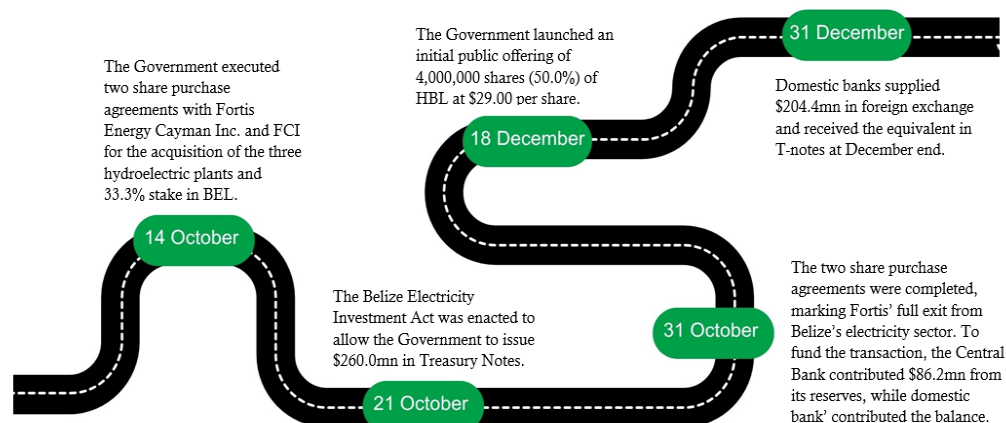 The Government executed
two share purchase
agreements with Fortis
Energy Cayman Inc. and FCI
for the acquisition of the three
hydroelectric plants and
33.3% stake in BEL.
14 October
The Belize Electricity
Investment Act was enacted to
allow the Government to issue
$260.0mn in Treasury Notes.
21 October
The two share purchase
agreements were completed,
marking Fortis’ full exit from
Belize’s electricity sector. To
fund the transaction, the Central
Bank contributed $86.2mn from
its reserves, while domestic
bank’ contributed the balance.
31 October
The Government launched an
initial public offering of
4,000,000 shares (50.0%) of
HBL at $29.00 per share.
18 December
31 December
Domestic banks supplied
$204.4mn in foreign exchange
and received the equivalent in
T-notes at December end.